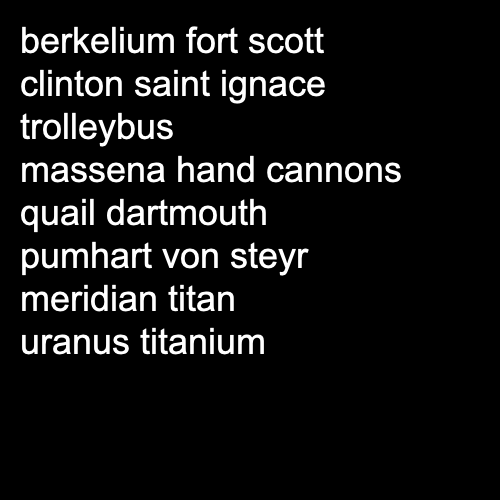 berkelium fort scott
clinton saint ignace
trolleybus
massena hand cannons
quail dartmouth
pumhart von steyr
meridian titan
uranus titanium